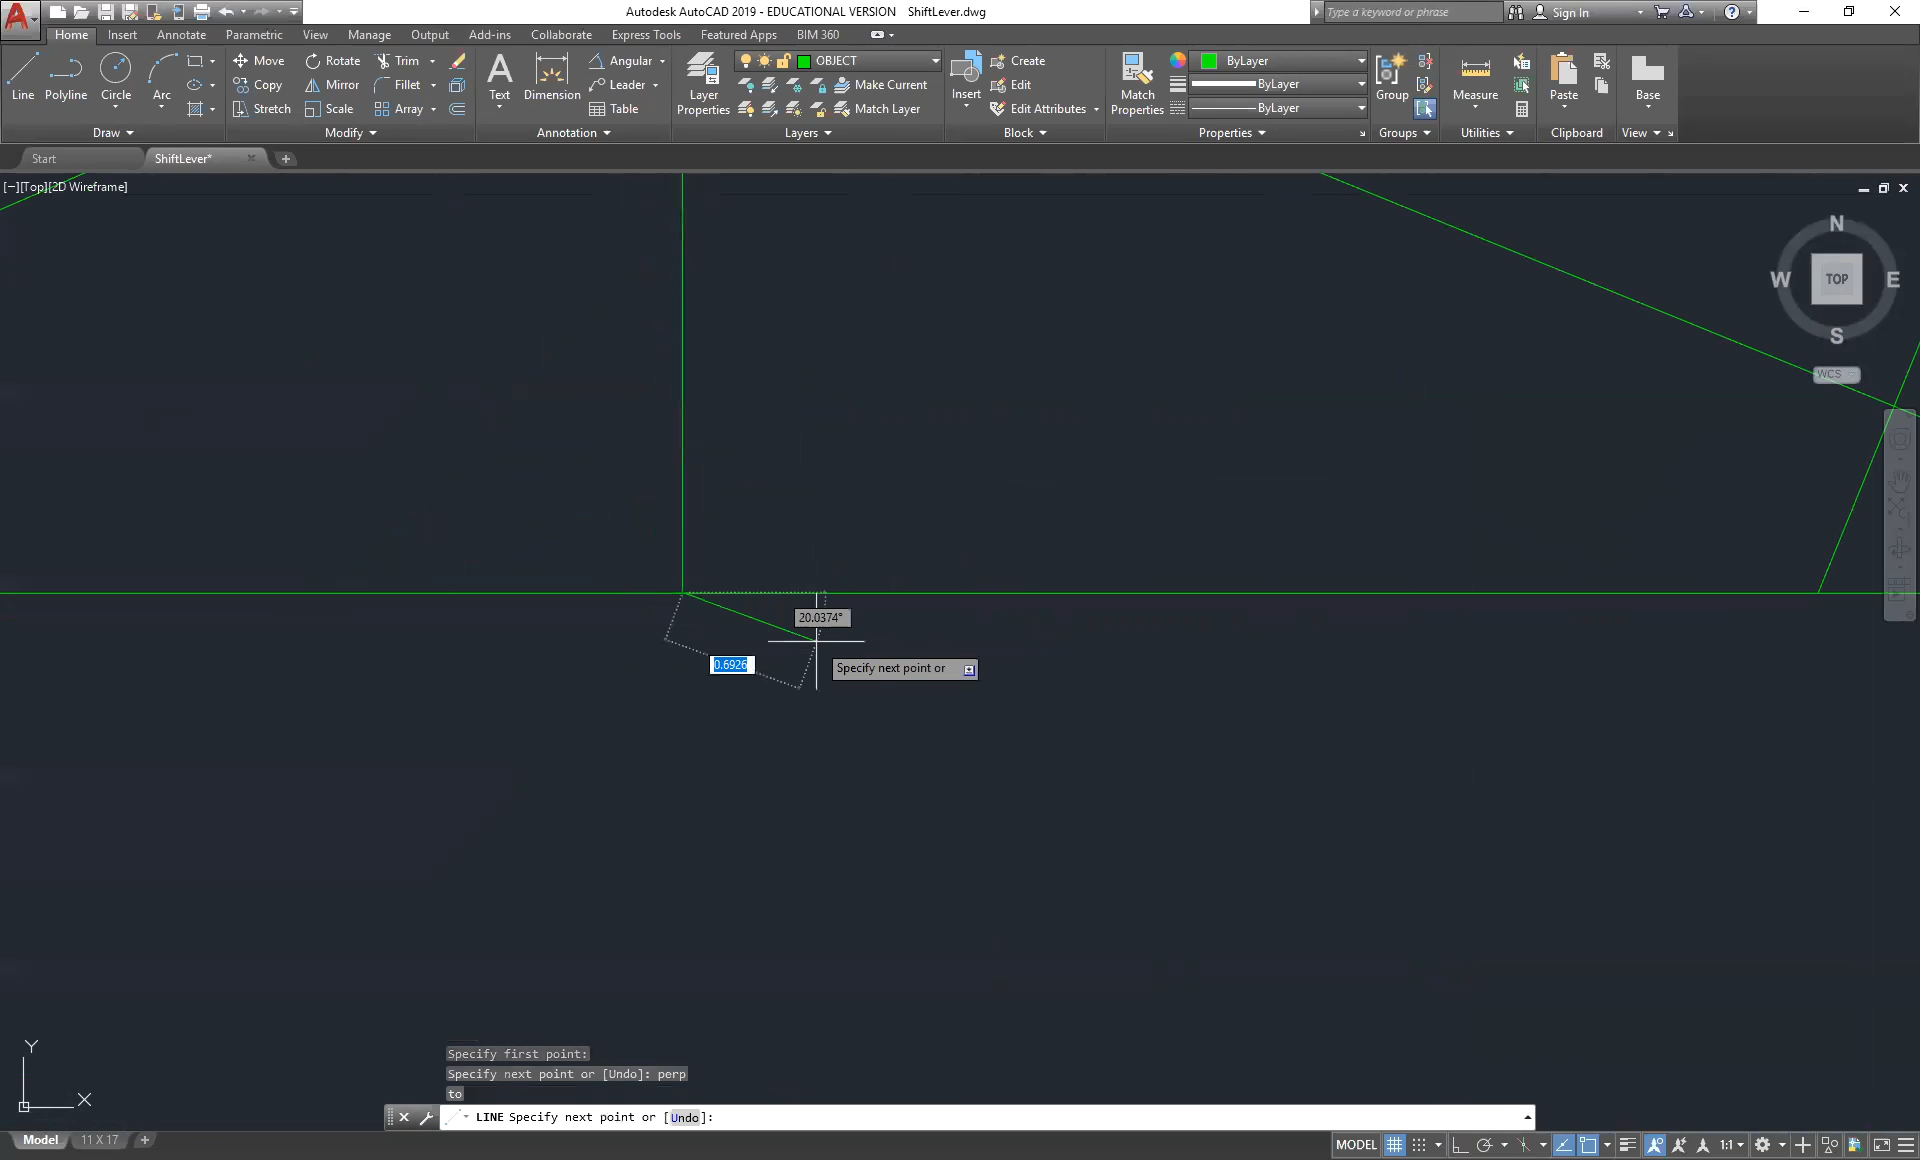 Autodesk AutoCAD 2019 - EDUCATIONAL VERSION ShiftLever.dwg
Type a keyword or phrase
Sign In
Home Insert Annotate Parametric View Manage Output Add-ins Collaborate Express Tools Featured Apps BIM 360
Line Polyline Circle Arc
Move Rotate Trim
Copy Mirror Fillet
Stretch Scale Array
Text Dimension
Angular
Leader
Table
Layer Properties
OBJECT
Make Current
Match Layer
Insert
Create
Edit
Edit Attributes
Match Properties
ByLayer
ByLayer
ByLayer
Group
Measure
Paste
Base
Draw Modify Annotation Layers Block Properties Groups Utilities Clipboard View
Start ShiftLever*
[−][Top][2D Wireframe]
N
W TOP E
S
WCS
20.0374°
0.6926
Specify next point or
Y
X
Specify first point:
Specify next point or [Undo]: perp
to
LINE Specify next point or [Undo]:
Model 11 X 17
MODEL 1:1